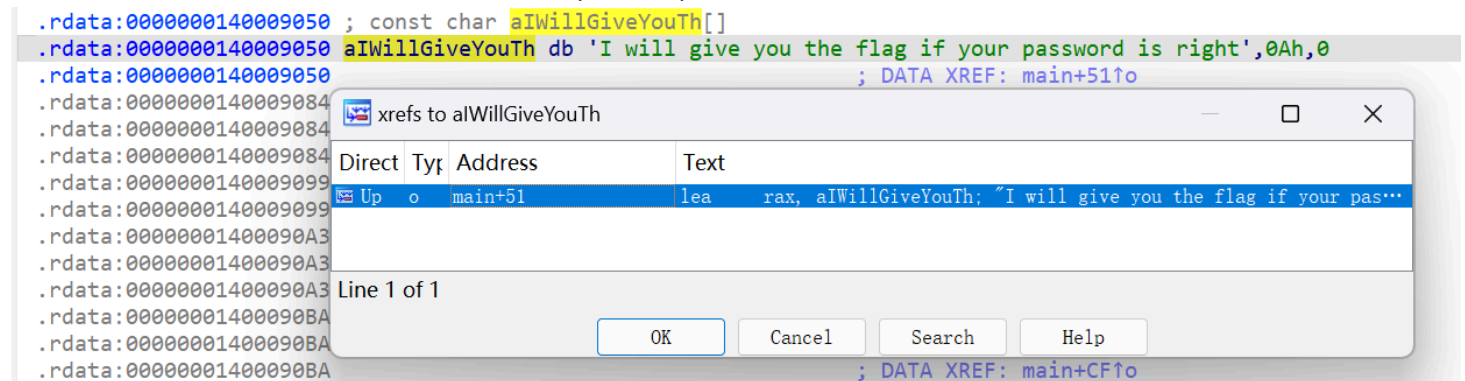 .rdata:0000000140009050 ; const char aIWillGiveYouTh[]
.rdata:0000000140009050 aIWillGiveYouTh db 'I will give you the flag if your password is right',0Ah,0
.rdata:0000000140009050 ; DATA XREF: main+51↑o
.rdata:0000000140009084
.rdata:0000000140009084
.rdata:0000000140009084
.rdata:0000000140009099
.rdata:0000000140009099
.rdata:00000001400090A3
.rdata:00000001400090A3
.rdata:00000001400090A3
.rdata:00000001400090BA
.rdata:00000001400090BA
.rdata:00000001400090BA ; DATA XREF: main+CF↑o
xrefs to aIWillGiveYouTh
Direct Typ Address Text
Up o main+51 lea rax, aIWillGiveYouTh; "I will give you the flag if your pas…
Line 1 of 1
OK Cancel Search Help